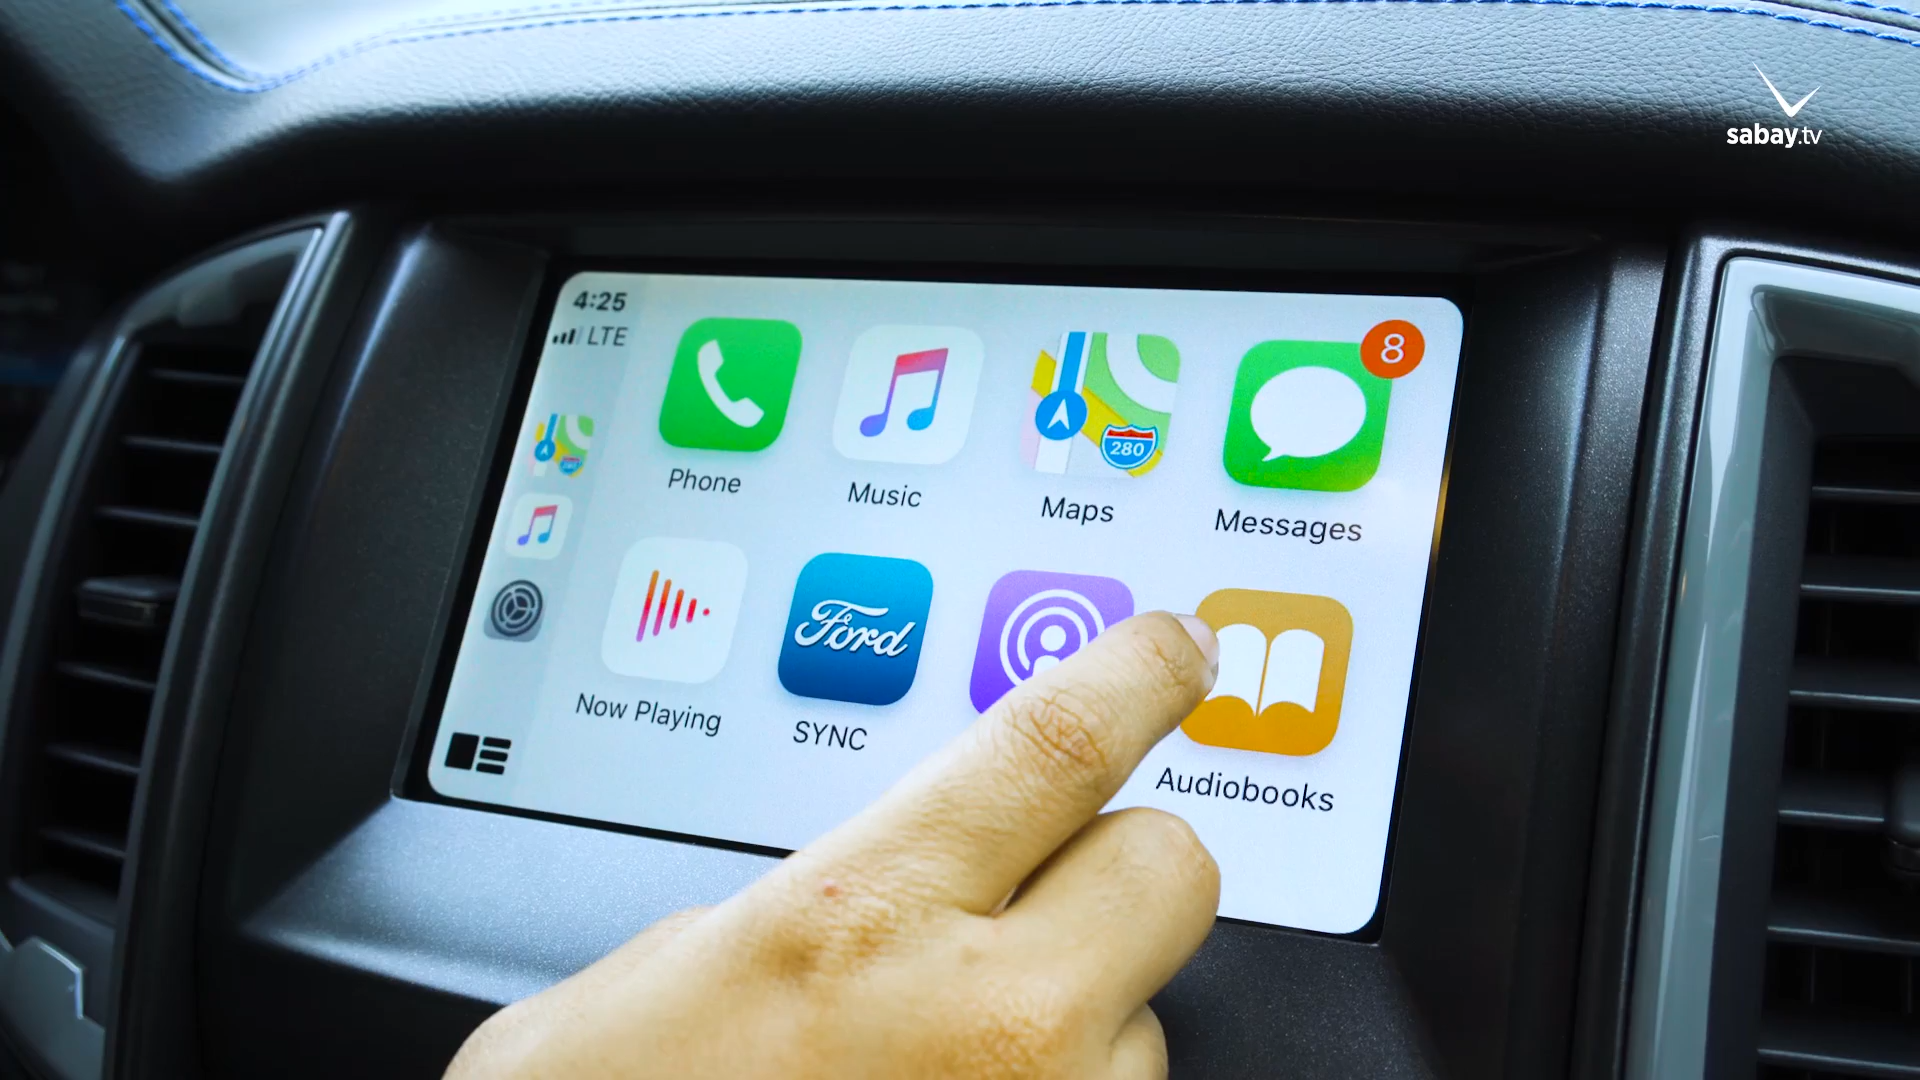 sabay.tv
4:25
LTE
8
280
Phone
Music
Maps
Messages
Ford
Now Playing
SYNC
Audiobooks